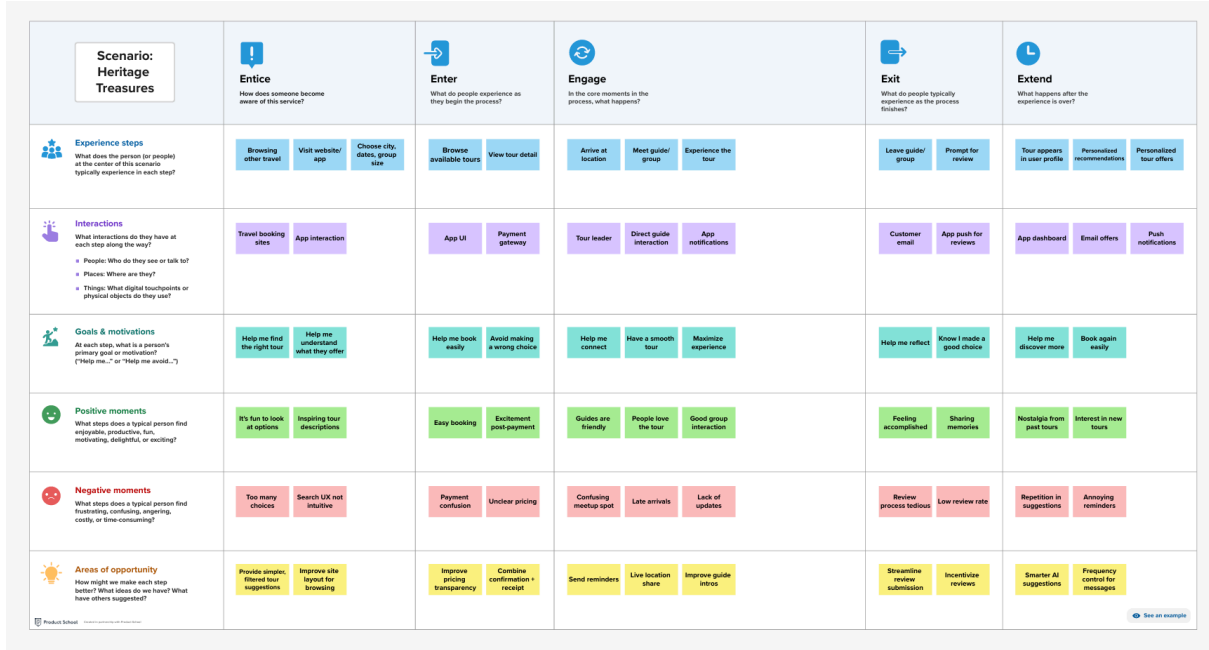 Scenario:
Heritage
Treasures
Entice
How does someone become
aware of this service?
Enter
What do people experience as
they begin the process?
Engage
In the core moments in the
process, what happens?
Exit
What do people typically
experience as the process
finishes?
Extend
What happens after the
experience is over?
Experience steps
What does the person (or people)
at the center of this scenario
typically experience in each step?
Browsing
other travel
Visit website/
app
Choose city,
dates, group
size
Browse
available tours
View tour detail
Arrive at
location
Meet guide/
group
Experience the
tour
Leave guide/
group
Prompt for
review
Tour appears
in user profile
Personalized
recommendations
Personalized
tour offers
Interactions
What interactions do they have at
each step along the way?
People: Who do they see or talk to?
Places: Where are they?
Things: What digital touchpoints or
physical objects do they use?
Travel booking
sites
App interaction
App UI
Payment
gateway
Tour leader
Direct guide
interaction
App
notifications
Customer
email
App push for
reviews
App dashboard
Email offers
Push
notifications
Goals & motivations
At each step, what is a person's
primary goal or motivation?
("Help me..." or "Help me avoid...")
Help me find
the right tour
Help me
understand
what they offer
Help me book
easily
Avoid making
a wrong choice
Help me
connect
Have a smooth
tour
Maximize
experience
Help me reflect
Know I made a
good choice
Help me
discover more
Book again
easily
Positive moments
What steps does a typical person find
enjoyable, productive, fun,
motivating, delightful, or exciting?
It's fun to look
at options
Inspiring tour
descriptions
Easy booking
Excitement
post-payment
Guides are
friendly
People love
the tour
Good group
interaction
Feeling
accomplished
Sharing
memories
Nostalgia from
past tours
Interest in new
tours
Negative moments
What steps does a typical person find
frustrating, confusing, angering,
costly, or time-consuming?
Too many
choices
Search UX not
intuitive
Payment
confusion
Unclear pricing
Confusing
meetup spot
Late arrivals
Lack of
updates
Review
process tedious
Low review rate
Repetition in
suggestions
Annoying
reminders
Areas of opportunity
How might we make each step
better? What ideas do we have? What
have others suggested?
Provide simpler,
filtered tour
suggestions
Improve site
layout for
browsing
Improve
pricing
transparency
Combine
confirmation +
receipt
Send reminders
Live location
share
Improve guide
intros
Streamline
review
submission
Incentivize
reviews
Smarter AI
suggestions
Frequency
control for
messages
Product School
See an example